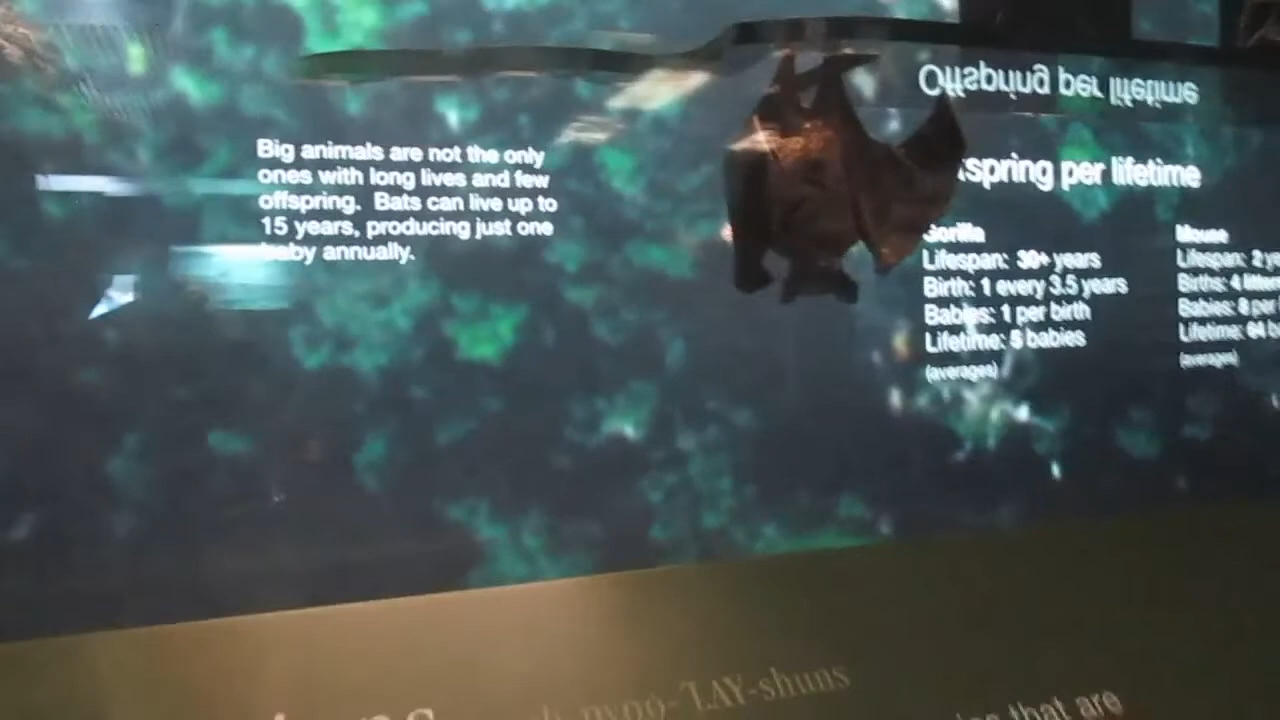 Offspring per lifetime
Big animals are not the only
ones with long lives and few
offspring. Bats can live up to
15 years, producing just one
baby annually.
spring per lifetime
Gorilla
Lifespan: 30+ years
Birth: 1 every 3.5 years
Babies: 1 per birth
Lifetime: 5 babies
(averages)
Mouse
Lifespan: 2
Births: 4
Babies: 8 per
Lifetime: 64
(averages)
-LAY-shuns
that are